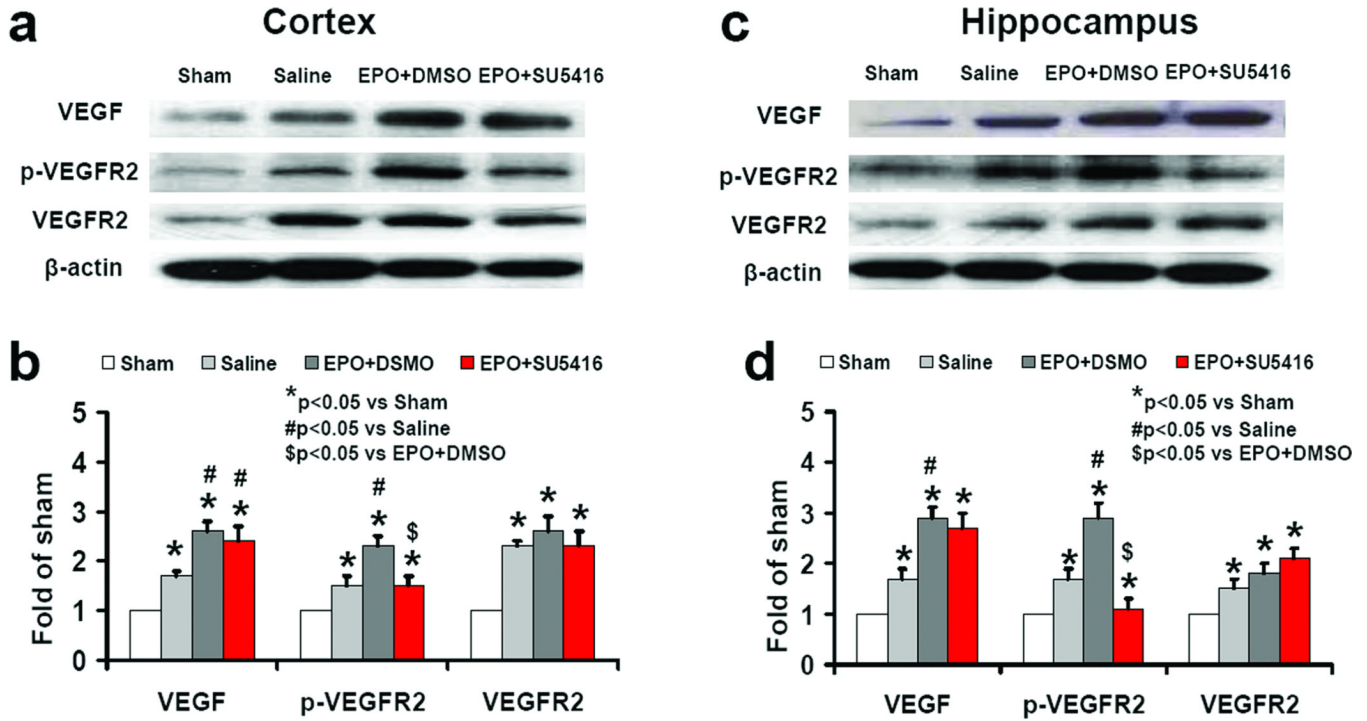 a Cortex
Sham Saline EPO+DMSO EPO+SU5416
VEGF
p-VEGFR2
VEGFR2
β-actin
c Hippocampus
Sham Saline EPO+DMSO EPO+SU5416
VEGF
p-VEGFR2
VEGFR2
β-actin
b Sham Saline EPO+DSMO EPO+SU5416
*p<0.05 vs Sham
#p<0.05 vs Saline
$p<0.05 vs EPO+DMSO
Fold of sham
5
4
3
2
1
0
# #
* * *
#
* * $ *
* * *
VEGF p-VEGFR2 VEGFR2
d Sham Saline EPO+DSMO EPO+SU5416
*p<0.05 vs Sham
#p<0.05 vs Saline
$p<0.05 vs EPO+DMSO
Fold of sham
5
4
3
2
1
0
#
* * *
#
* * $ *
* * *
VEGF p-VEGFR2 VEGFR2